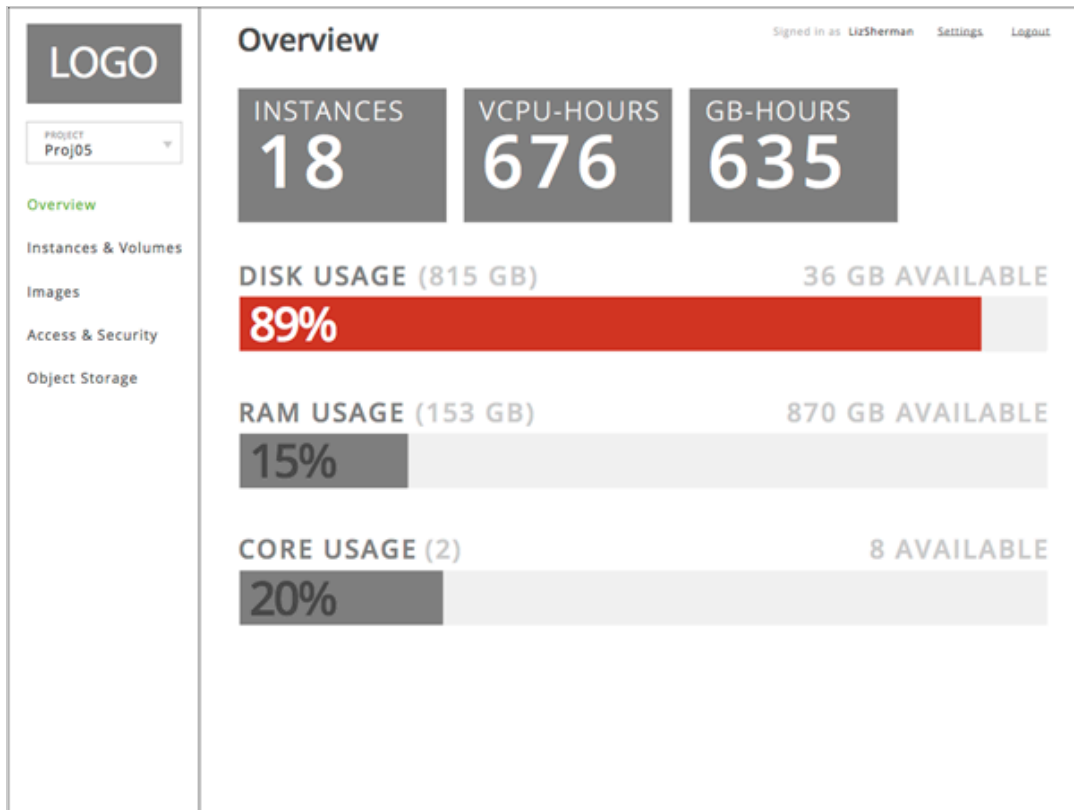 LOGO
PROJECT
Proj05
Overview
Instances & Volumes
Images
Access & Security
Object Storage
Overview
Signed in as LizSherman Settings Logout
INSTANCES
18
VCPU-HOURS
676
GB-HOURS
635
DISK USAGE (815 GB) 36 GB AVAILABLE
89%
RAM USAGE (153 GB) 870 GB AVAILABLE
15%
CORE USAGE (2) 8 AVAILABLE
20%